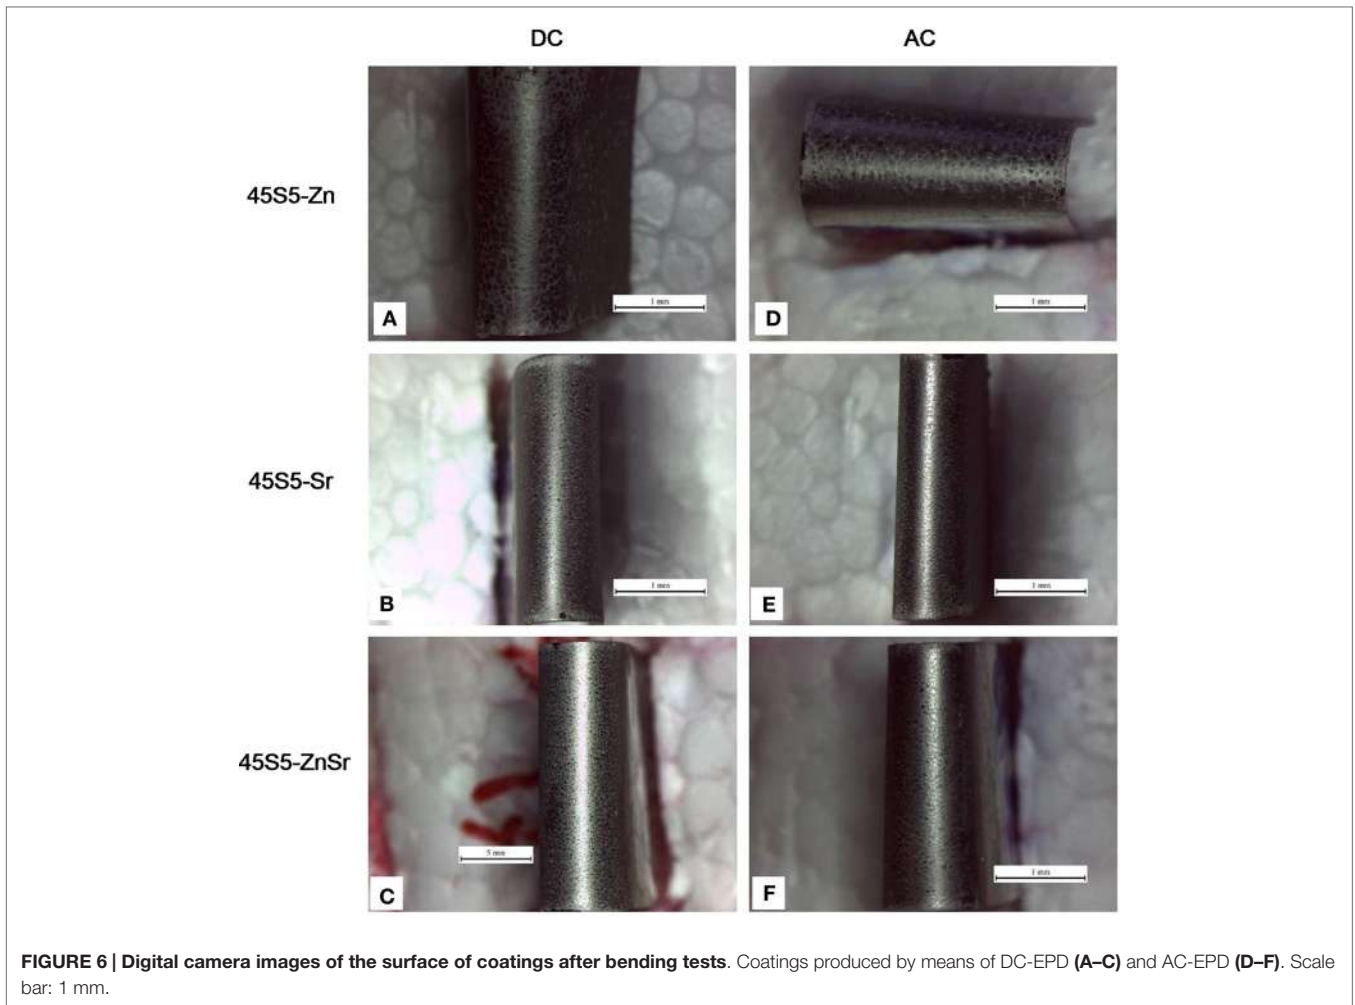 DC
AC
45S5-Zn
1 mm
A
1 mm
D
45S5-Sr
1 mm
B
1 mm
E
45S5-ZnSr
5 mm
C
1 mm
F
FIGURE 6 | Digital camera images of the surface of coatings after bending tests. Coatings produced by means of DC-EPD (A–C) and AC-EPD (D–F). Scale
bar: 1 mm.